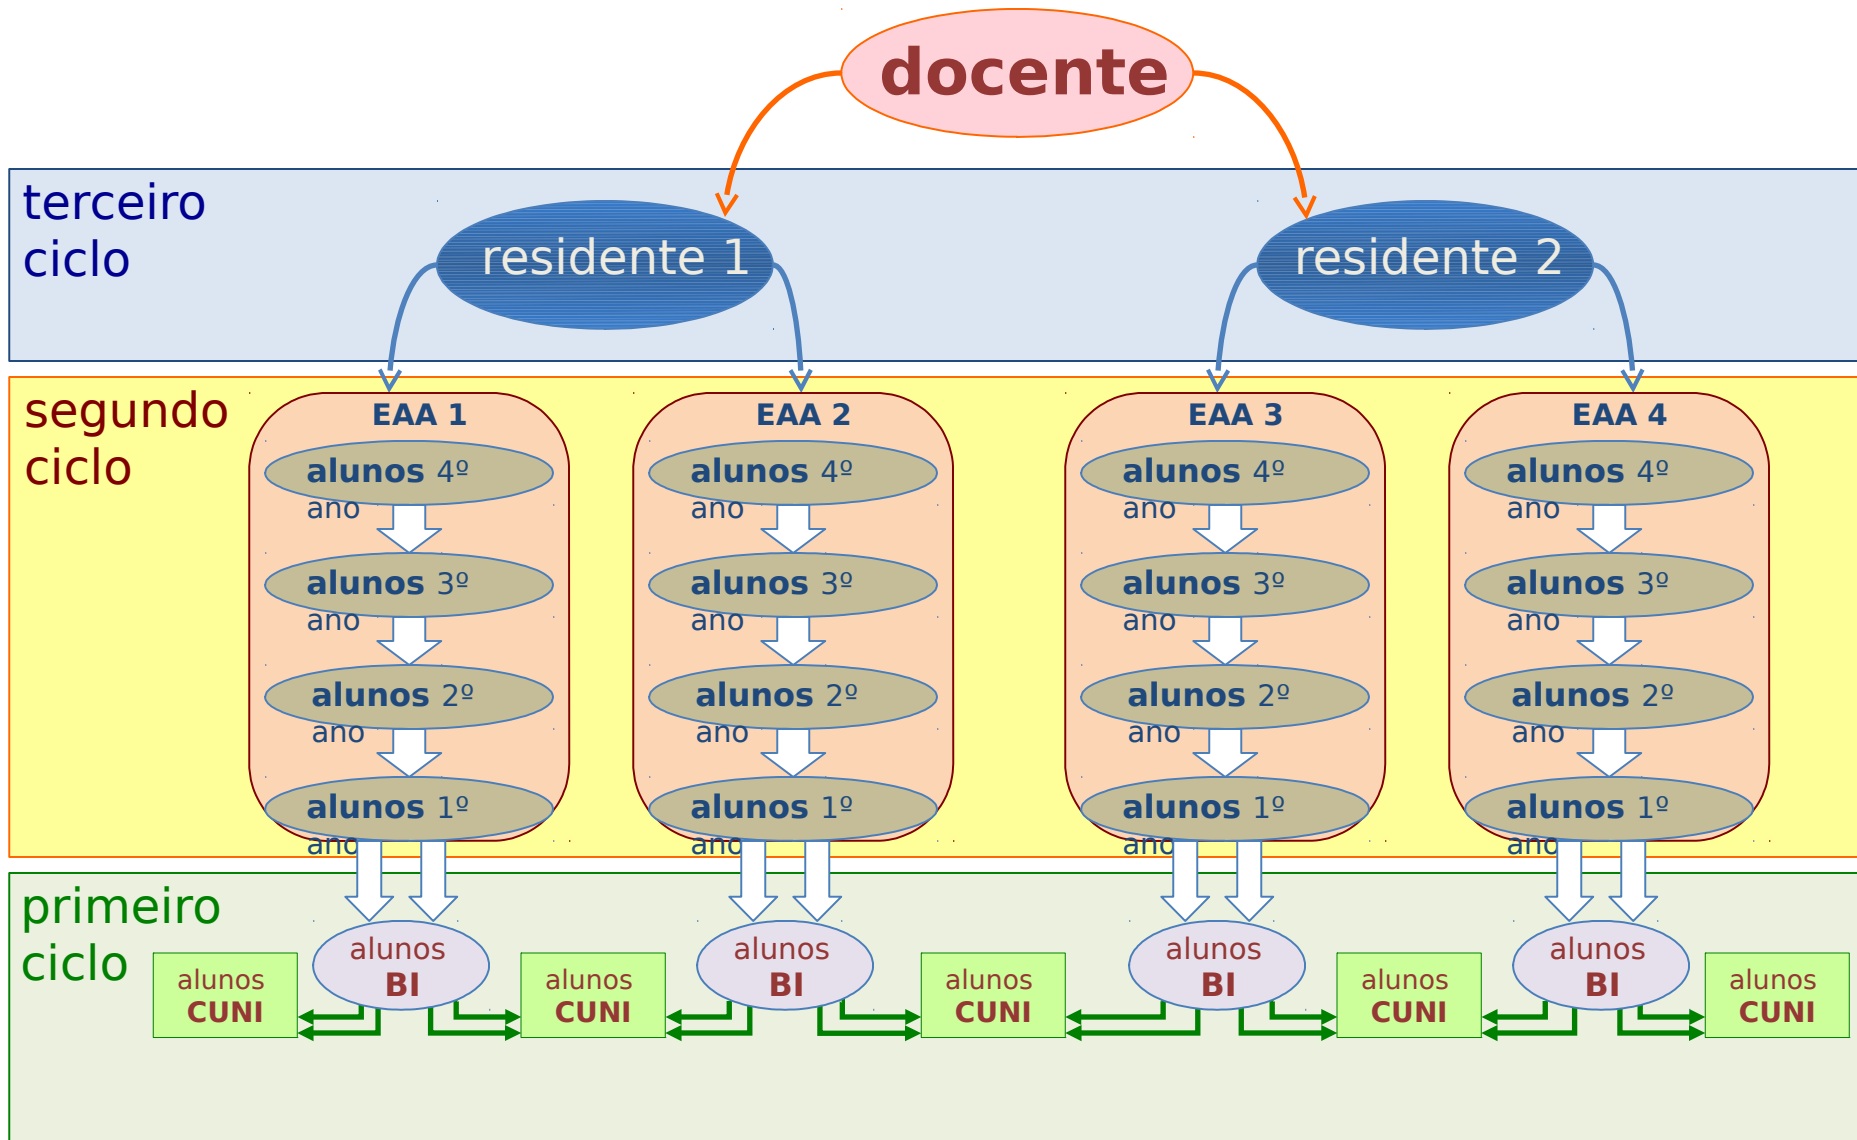 docente
terceiro
ciclo
residente 1
residente 2
segundo
ciclo
EAA 1
alunos 4º
ano
alunos 3º
ano
alunos 2º
ano
alunos 1º
ano
EAA 2
alunos 4º
ano
alunos 3º
ano
alunos 2º
ano
alunos 1º
ano
EAA 3
alunos 4º
ano
alunos 3º
ano
alunos 2º
ano
alunos 1º
ano
EAA 4
alunos 4º
ano
alunos 3º
ano
alunos 2º
ano
alunos 1º
ano
primeiro
ciclo
alunos
CUNI
alunos
BI
alunos
CUNI
alunos
BI
alunos
CUNI
alunos
BI
alunos
CUNI
alunos
BI
alunos
CUNI